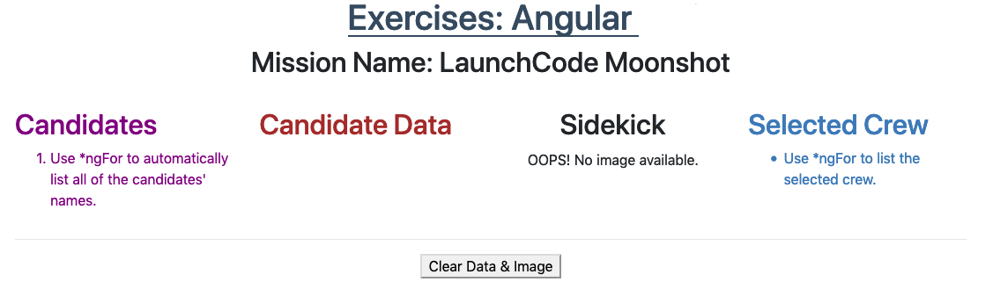 Exercises: Angular
Mission Name: LaunchCode Moonshot
Candidates
1. Use *ngFor to automatically
list all of the candidates'
names.
Candidate Data
Sidekick
OOPS! No image available.
Selected Crew
• Use *ngFor to list the
selected crew.
Clear Data & Image